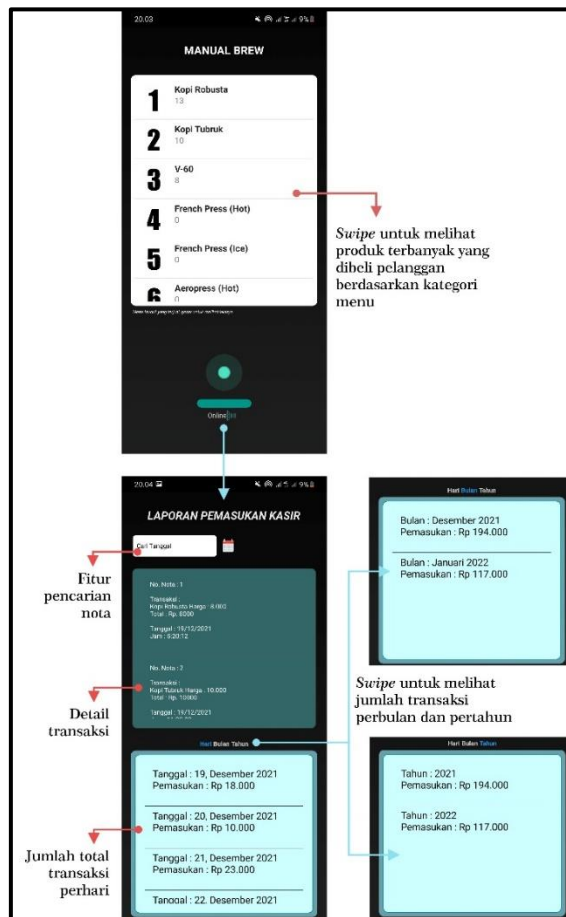 20.03
9%
MANUAL BREW
1
Kopi Robusta
13
2
Kopi Tubruk
10
3
V-60
8
4
French Press (Hot)
0
5
French Press (Ice)
0
6
Aeropress (Hot)
0
Online
Swipe untuk melihat
produk terbanyak yang
dibeli pelanggan
berdasarkan kategori
menu
20.04
9%
LAPORAN PEMASUKAN KASIR
Cari Tanggal
No. Nota : 1
Transaksi :
Kopi Robusta Harga : 8.000
Total : Rp. 8000
Tanggal : 19/12/2021
No. Nota : 2
Transaksi :
Kopi Tubruk Harga : 10.000
Total : Rp. 10000
Tanggal : 19/12/2021
Hari Bulan Tahun
Tanggal : 19, Desember 2021
Pemasukan : Rp 18.000
Tanggal : 20, Desember 2021
Pemasukan : Rp 10.000
Tanggal : 21, Desember 2021
Pemasukan : Rp 23.000
Tanggal : 22, Desember 2021
Fitur
pencarian
nota
Detail
transaksi
Jumlah total
transaksi
perhari
Hari Bulan Tahun
Bulan : Desember 2021
Pemasukan : Rp 194.000
Bulan : Januari 2022
Pemasukan : Rp 117.000
Swipe untuk melihat
jumlah transaksi
perbulan dan pertahun
Hari Bulan Tahun
Tahun : 2021
Pemasukan : Rp 194.000
Tahun : 2022
Pemasukan : Rp 117.000